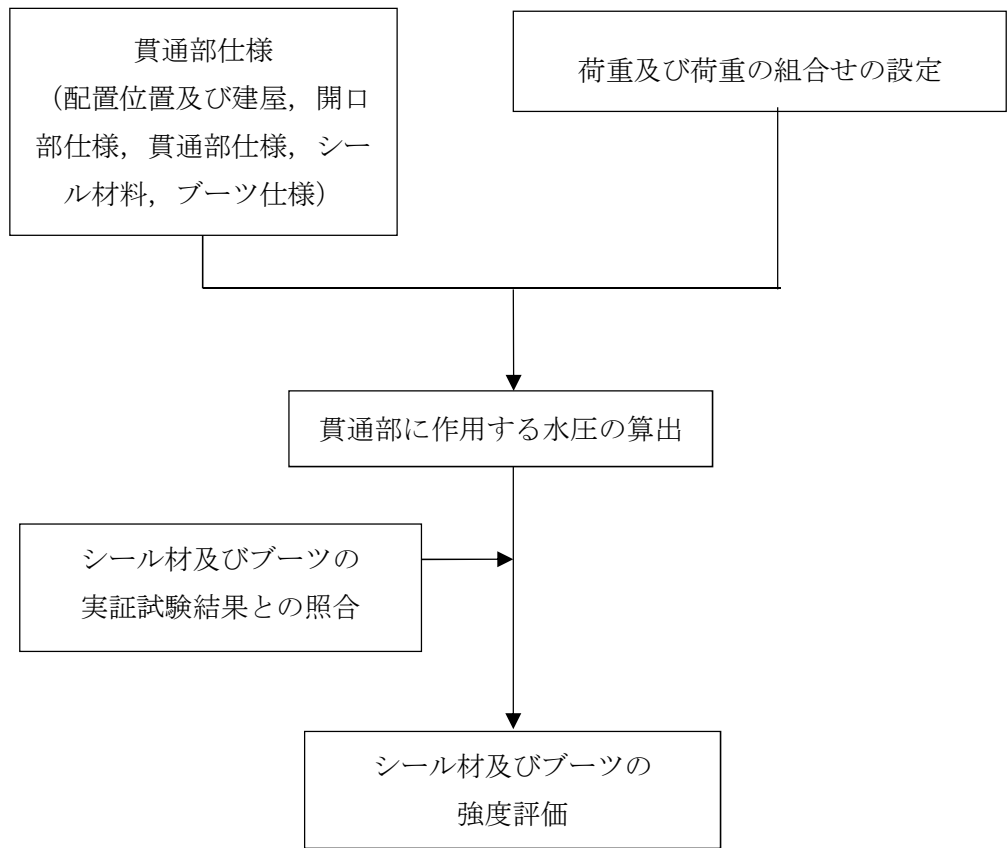 貫通部仕様
(配置位置及び建屋,開口
部仕様,貫通部仕様,シー
ル材料,ブーツ仕様)
荷重及び荷重の組合せの設定
貫通部に作用する水圧の算出
シール材及びブーツの
実証試験結果との照合
シール材及びブーツの
強度評価